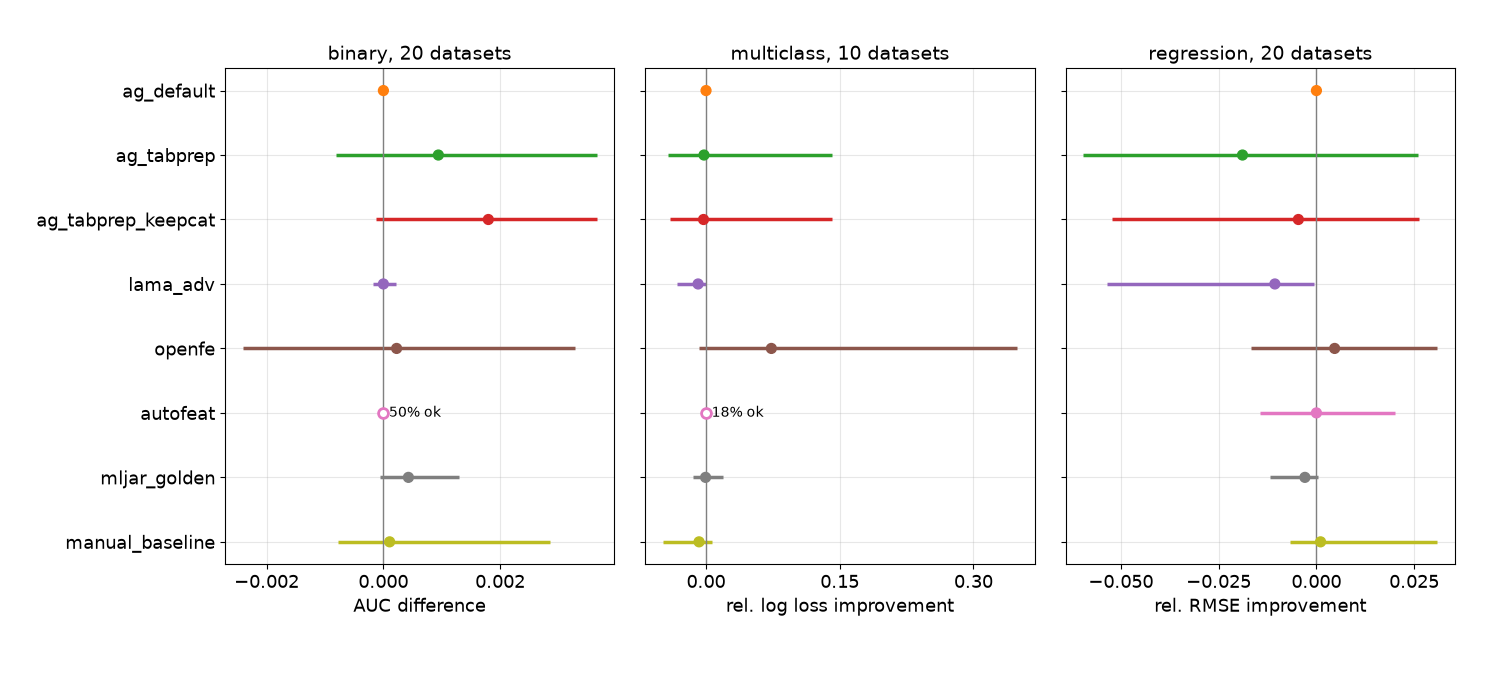 binary, 20 datasets
multiclass, 10 datasets
regression, 20 datasets
ag_default
ag_tabprep
ag_tabprep_keepcat
lama_adv
openfe
autofeat
50% ok
18% ok
mljar_golden
manual_baseline
−0.002 0.000 0.002
0.00 0.15 0.30
−0.050 −0.025 0.000 0.025
AUC difference
rel. log loss improvement
rel. RMSE improvement